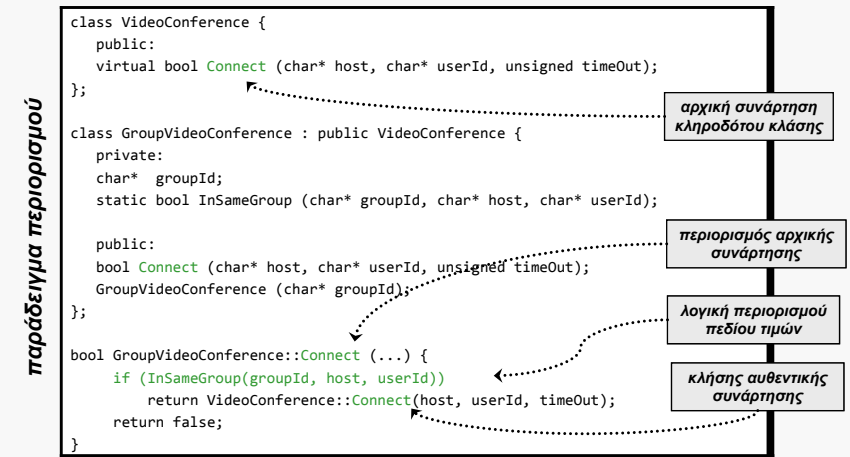 παράδειγμα περιορισμού
class VideoConference {
public:
virtual bool Connect (char* host, char* userId, unsigned timeOut);
};
αρχική συνάρτηση
κληροδότου κλάσης
class GroupVideoConference : public VideoConference {
private:
char* groupId;
static bool InSameGroup (char* groupId, char* host, char* userId);
public:
bool Connect (char* host, char* userId, unsigned timeOut);
GroupVideoConference (char* groupId);
};
περιορισμός αρχικής
συνάρτησης
λογική περιορισμού
πεδίου τιμών
bool GroupVideoConference::Connect (...) {
if (InSameGroup(groupId, host, userId))
return VideoConference::Connect(host, userId, timeOut);
return false;
}
κλήσης αυθεντικής
συνάρτησης